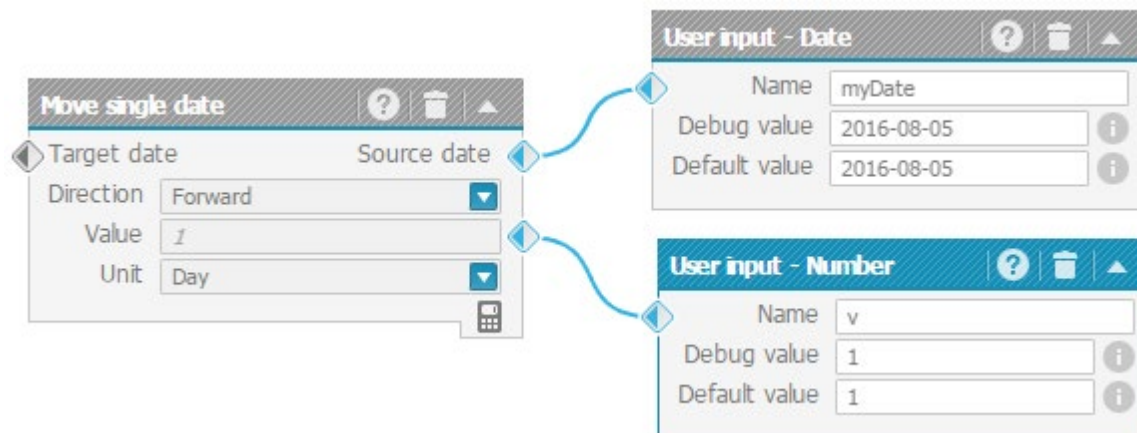 Move single date
Target date Source date
Direction Forward
Value 1
Unit Day
User input - Date
Name myDate
Debug value 2016-08-05
Default value 2016-08-05
User input - Number
Name v
Debug value 1
Default value 1